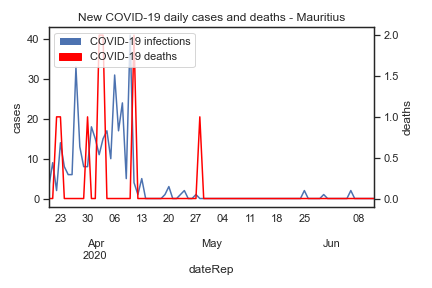 New COVID-19 daily cases and deaths - Mauritius
COVID-19 infections
COVID-19 deaths
40
30
20
10
0
cases
2.0
1.5
1.0
0.5
0.0
deaths
23 30 06 13 20 27 04 11 18 25 08
Apr May Jun
2020
dateRep